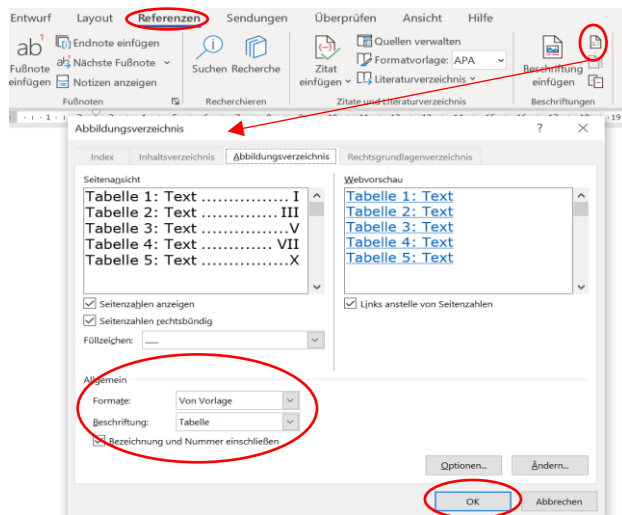 Entwurf Layout Referenzen Sendungen Überprüfen Ansicht Hilfe
ab¹ Endnote einfügen
Nächste Fußnote
Fußnote einfügen
Notizen anzeigen
Fußnoten
Suchen Recherche
Recherchieren
Zitat einfügen
Quellen verwalten
Formatvorlage: APA
Literaturverzeichnis
Zitate und Literaturverzeichnis
Beschriftung einfügen
Beschriftungen
Abbildungsverzeichnis ? ×
Index Inhaltsverzeichnis Abbildungsverzeichnis Rechtsgrundlagenverzeichnis
Seitenansicht
Tabelle 1: Text ................ I
Tabelle 2: Text .............. III
Tabelle 3: Text ................V
Tabelle 4: Text ............. VII
Tabelle 5: Text ................X
Webvorschau
Tabelle 1: Text
Tabelle 2: Text
Tabelle 3: Text
Tabelle 4: Text
Tabelle 5: Text
Seitenzahlen anzeigen
Seitenzahlen rechtsbündig
Füllzeichen: ......
Links anstelle von Seitenzahlen
Allgemein
Formate: Von Vorlage
Beschriftung: Tabelle
Bezeichnung und Nummer einschließen
Optionen... Ändern...
OK Abbrechen